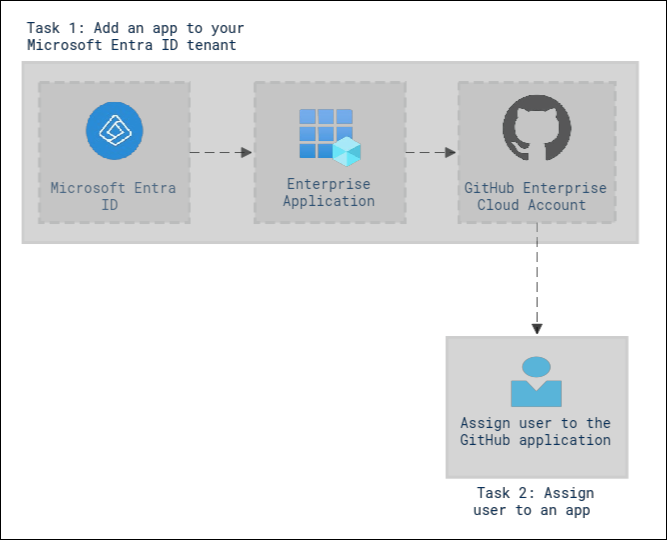 Task 1: Add an app to your
Microsoft Entra ID tenant
Microsoft Entra
ID
Enterprise
Application
GitHub Enterprise
Cloud Account
Assign user to the
GitHub application
Task 2: Assign
user to an app